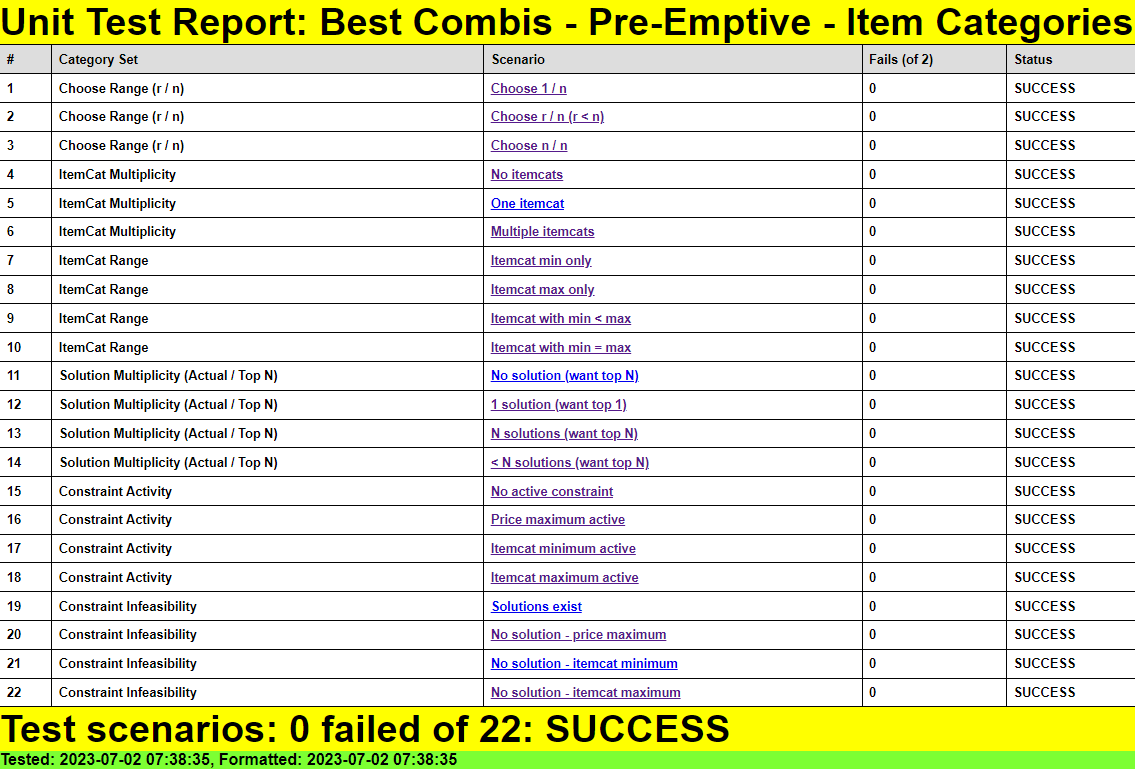 Unit Test Report: Best Combis - Pre-Emptive - Item Categories
# Category Set Scenario Fails (of 2) Status
1 Choose Range (r / n) Choose 1 / n 0 SUCCESS
2 Choose Range (r / n) Choose r / n (r < n) 0 SUCCESS
3 Choose Range (r / n) Choose n / n 0 SUCCESS
4 ItemCat Multiplicity No itemcats 0 SUCCESS
5 ItemCat Multiplicity One itemcat 0 SUCCESS
6 ItemCat Multiplicity Multiple itemcats 0 SUCCESS
7 ItemCat Range Itemcat min only 0 SUCCESS
8 ItemCat Range Itemcat max only 0 SUCCESS
9 ItemCat Range Itemcat with min < max 0 SUCCESS
10 ItemCat Range Itemcat with min = max 0 SUCCESS
11 Solution Multiplicity (Actual / Top N) No solution (want top N) 0 SUCCESS
12 Solution Multiplicity (Actual / Top N) 1 solution (want top 1) 0 SUCCESS
13 Solution Multiplicity (Actual / Top N) N solutions (want top N) 0 SUCCESS
14 Solution Multiplicity (Actual / Top N) < N solutions (want top N) 0 SUCCESS
15 Constraint Activity No active constraint 0 SUCCESS
16 Constraint Activity Price maximum active 0 SUCCESS
17 Constraint Activity Itemcat minimum active 0 SUCCESS
18 Constraint Activity Itemcat maximum active 0 SUCCESS
19 Constraint Infeasibility Solutions exist 0 SUCCESS
20 Constraint Infeasibility No solution - price maximum 0 SUCCESS
21 Constraint Infeasibility No solution - itemcat minimum 0 SUCCESS
22 Constraint Infeasibility No solution - itemcat maximum 0 SUCCESS
Test scenarios: 0 failed of 22: SUCCESS
Tested: 2023-07-02 07:38:35, Formatted: 2023-07-02 07:38:35